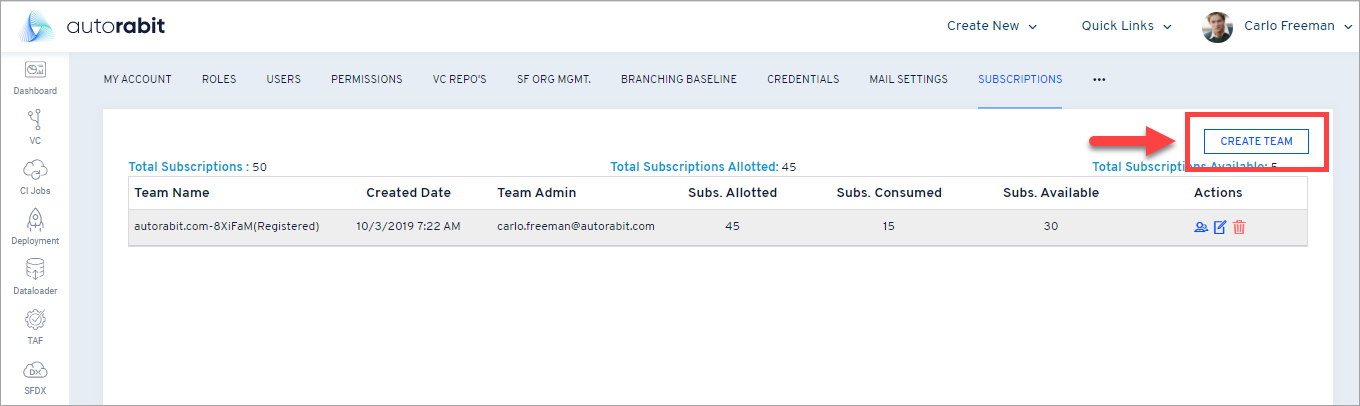 autorabit
Create New
Quick Links
Carlo Freeman
Dashboard
VC
CI Jobs
Deployment
Dataloader
TAF
DX
SFDX
MY ACCOUNT
ROLES
USERS
PERMISSIONS
VC REPO'S
SF ORG MGMT.
BRANCHING BASELINE
CREDENTIALS
MAIL SETTINGS
SUBSCRIPTIONS
•••
CREATE TEAM
Total Subscriptions : 50
Total Subscriptions Allotted: 45
Total Subscriptions Available: 5
Team Name
Created Date
Team Admin
Subs. Allotted
Subs. Consumed
Subs. Available
Actions
autorabit.com-8XiFaM(Registered)
10/3/2019 7:22 AM
carlo.freeman@autorabit.com
45
15
30